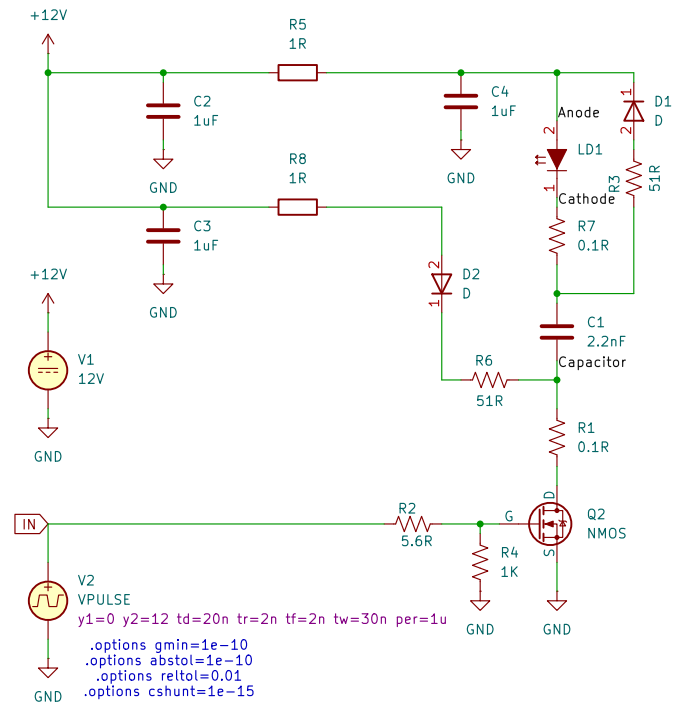 +12V
R5
1R
C2
1uF
GND
C4
1uF
GND
Anode
2
LD1
1
Cathode
1
D1
2
D
R3
51R
R7
0.1R
R8
1R
C3
1uF
GND
2
D2
1
D
+12V
V1
12V
GND
C1
2.2nF
Capacitor
R6
51R
R1
0.1R
IN
R2
5.6R
R4
1K
GND
G
D
S
Q2
NMOS
GND
V2
VPULSE
y1=0 y2=12 td=20n tr=2n tf=2n tw=30n per=1u
GND
.options gmin=1e-10
.options abstol=1e-10
.options reltol=0.01
.options cshunt=1e-15